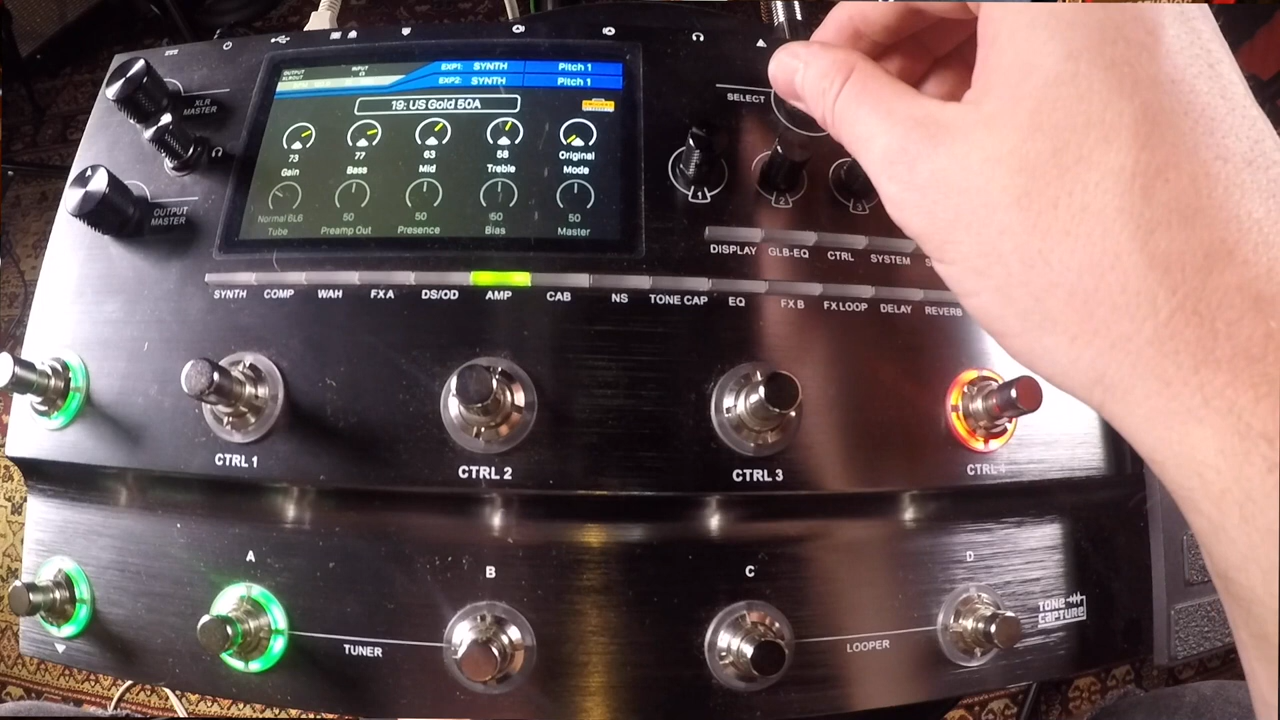 OUTPUT
INPUT
EXP1: SYNTH Pitch 1
EXP2: SYNTH Pitch 1
19: US Gold 50A
73 77 63 58 Original
Gain Bass Mid Treble Mode
Normal 6L6 50 50 50 50
Tube Preamp Out Presence Bias Master
XLR
MASTER
OUTPUT
MASTER
SELECT
1 2 3
DISPLAY GLB-EQ CTRL SYSTEM
SYNTH COMP WAH FX A DS/OD AMP CAB NS TONE CAP EQ FX B FX LOOP DELAY REVERB
CTRL 1 CTRL 2 CTRL 3 CTRL 4
A B C D
TUNER LOOPER
TONE
CAPTURE